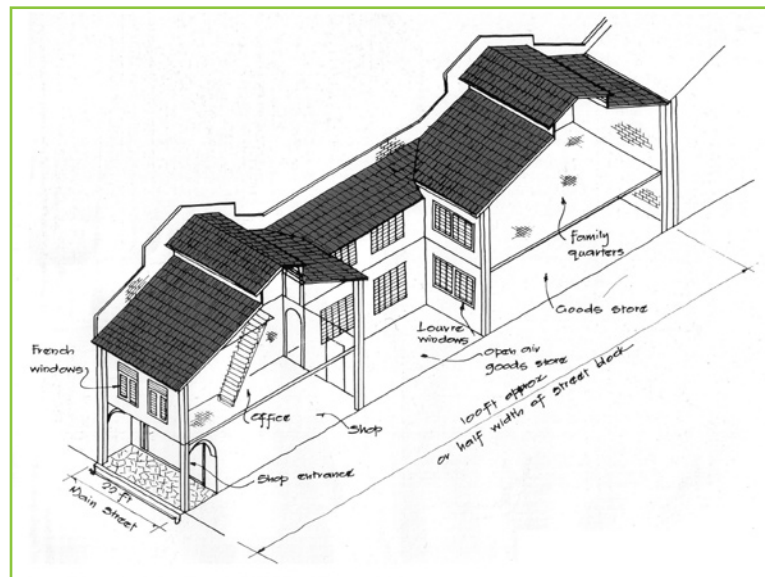 Family
quarters
Goods store
Louvre
windows
open air
goods store
100ft approx
or half width of street block
French
windows
office
shop
Shop entrance
22 ft
Main street